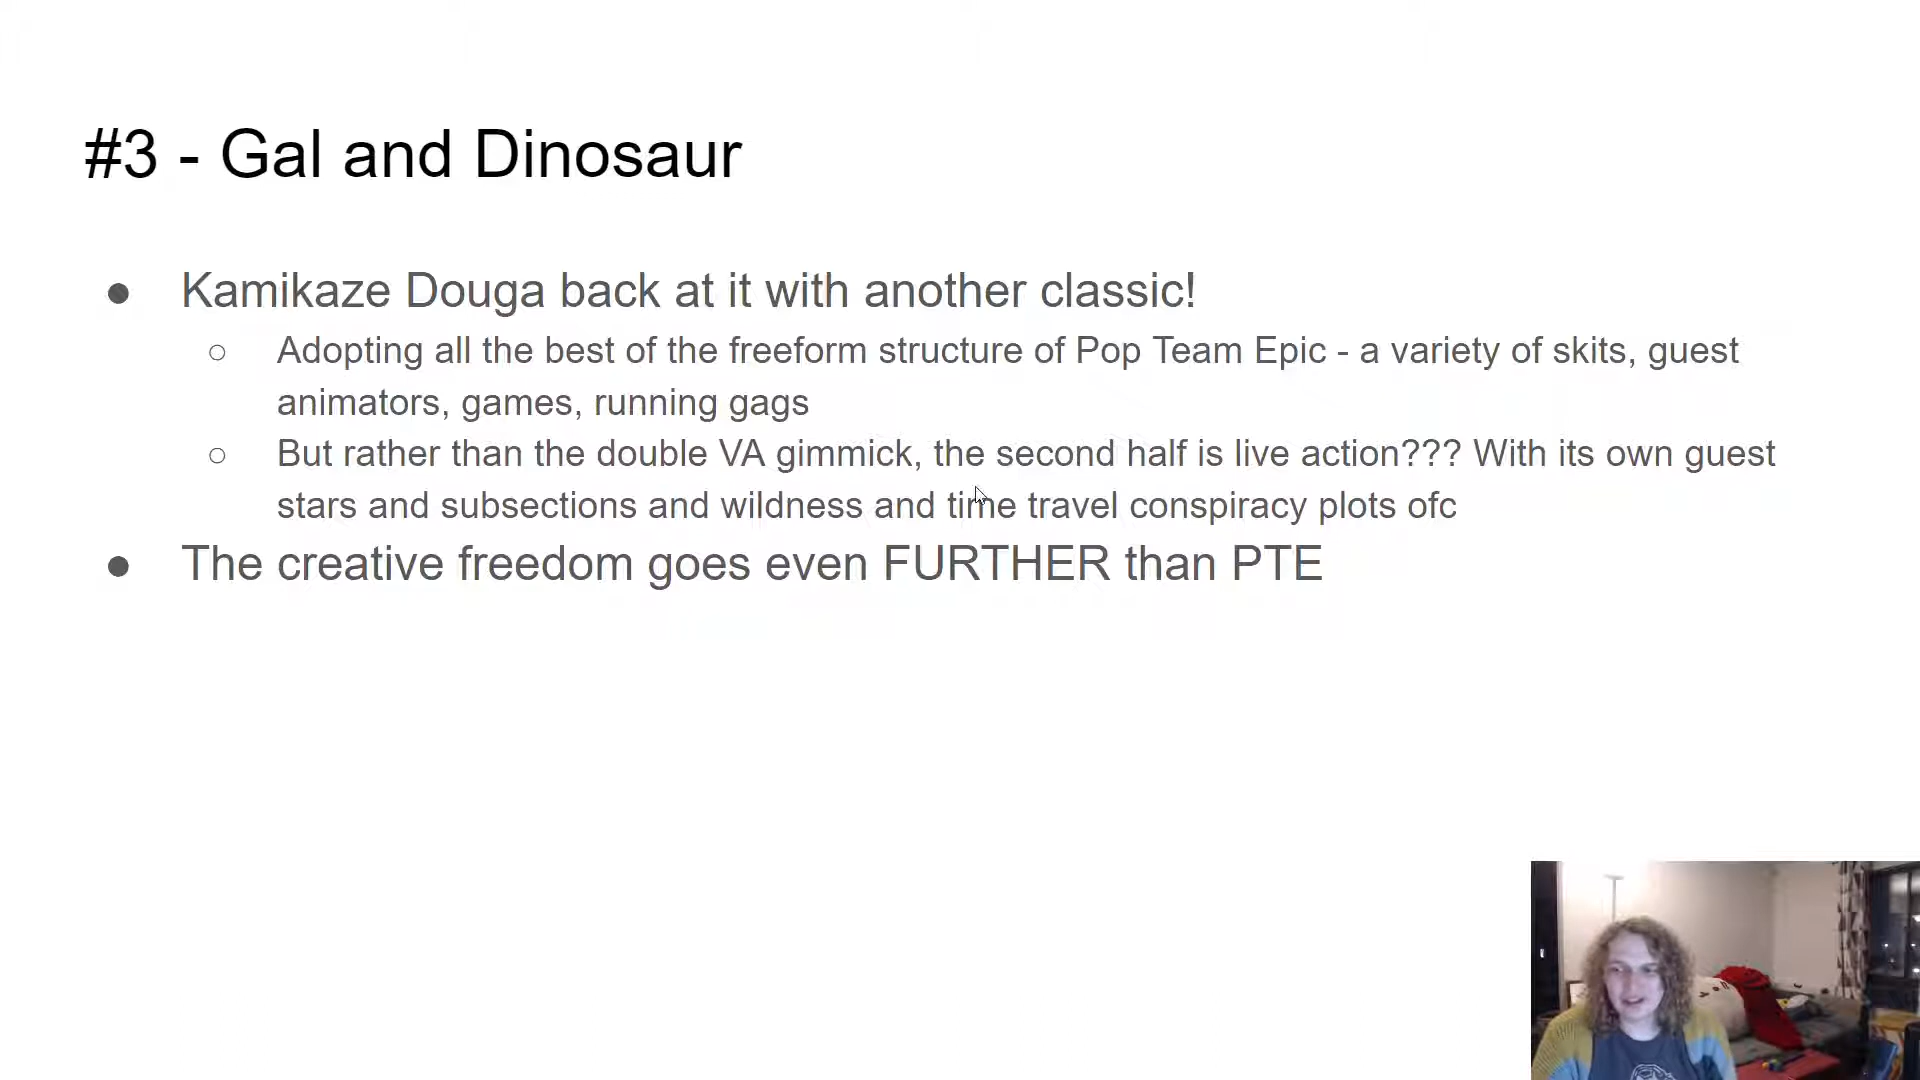 #3 - Gal and Dinosaur
● Kamikaze Douga back at it with another classic!
○ Adopting all the best of the freeform structure of Pop Team Epic - a variety of skits, guest
animators, games, running gags
○ But rather than the double VA gimmick, the second half is live action??? With its own guest
stars and subsections and wildness and time travel conspiracy plots ofc
● The creative freedom goes even FURTHER than PTE